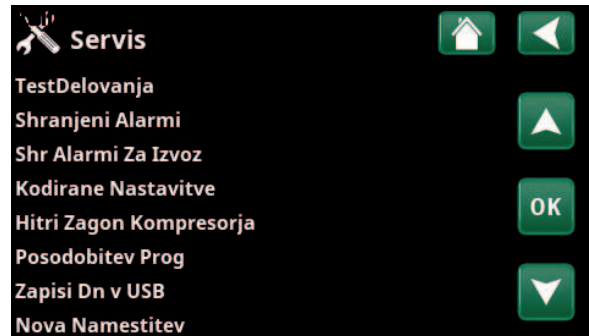 Servis
TestDelovanja
Shranjeni Alarmi
Shr Alarmi Za Izvoz
Kodirane Nastavitve
Hitri Zagon Kompresorja
OK
Posodobitev Prog
Zapisi Dn v USB
Nova Namestitev